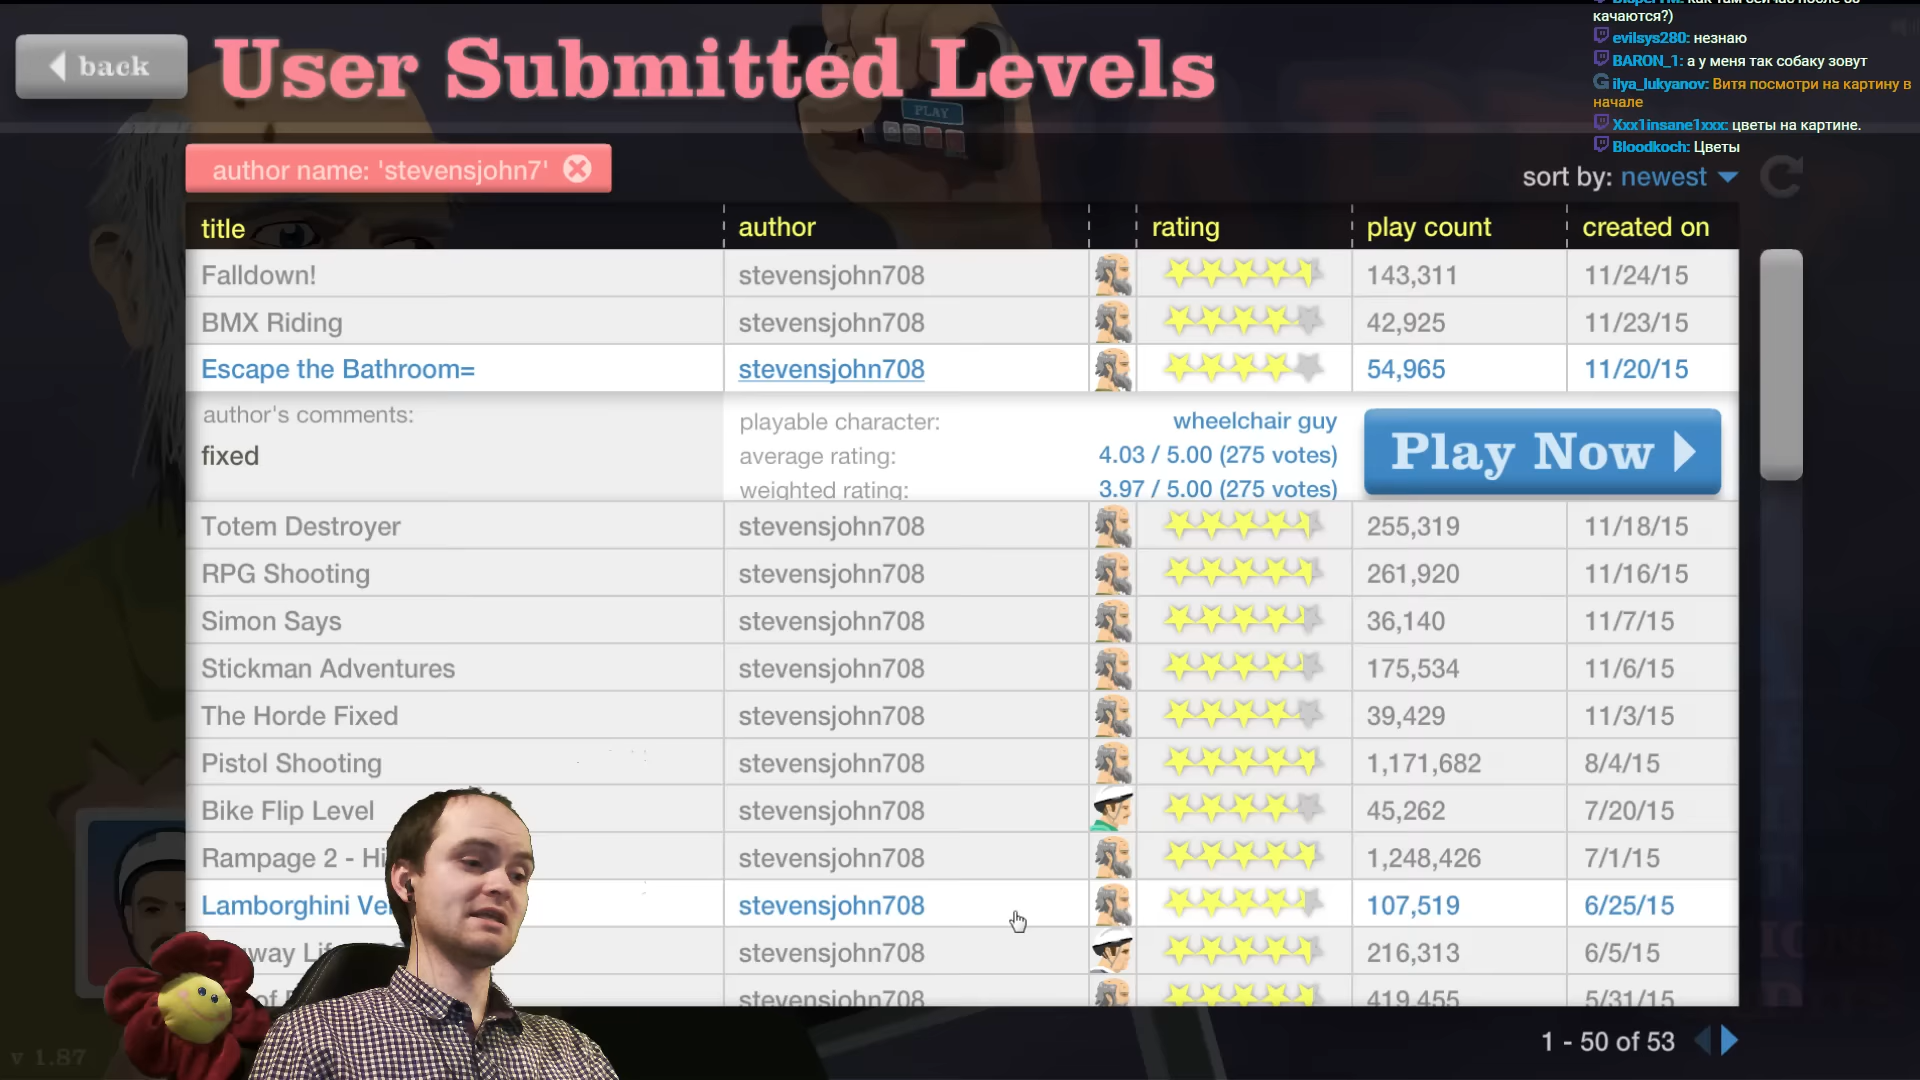 back
User Submitted Levels
PLAY
качаются?)
evilsys280: незнаю
BARON_1: а у меня так собаку зовут
ilya_lukyanov: Витя посмотри на картину в
начале
Xxx1insane1xxx: цветы на картине.
Bloodkoch: Цветы
author name: 'stevensjohn7'
sort by: newest
title author rating play count created on
Falldown! stevensjohn708 143,311 11/24/15
BMX Riding stevensjohn708 42,925 11/23/15
Escape the Bathroom= stevensjohn708 54,965 11/20/15
author's comments:
fixed
playable character: wheelchair guy
average rating: 4.03 / 5.00 (275 votes)
weighted rating: 3.97 / 5.00 (275 votes)
Play Now
Totem Destroyer stevensjohn708 255,319 11/18/15
RPG Shooting stevensjohn708 261,920 11/16/15
Simon Says stevensjohn708 36,140 11/7/15
Stickman Adventures stevensjohn708 175,534 11/6/15
The Horde Fixed stevensjohn708 39,429 11/3/15
Pistol Shooting stevensjohn708 1,171,682 8/4/15
Bike Flip Level stevensjohn708 45,262 7/20/15
Rampage 2 - stevensjohn708 1,248,426 7/1/15
Lamborghini stevensjohn708 107,519 6/25/15
stevensjohn708 216,313 6/5/15
of stevensjohn708 419,455 5/31/15
1 - 50 of 53
v 1.87